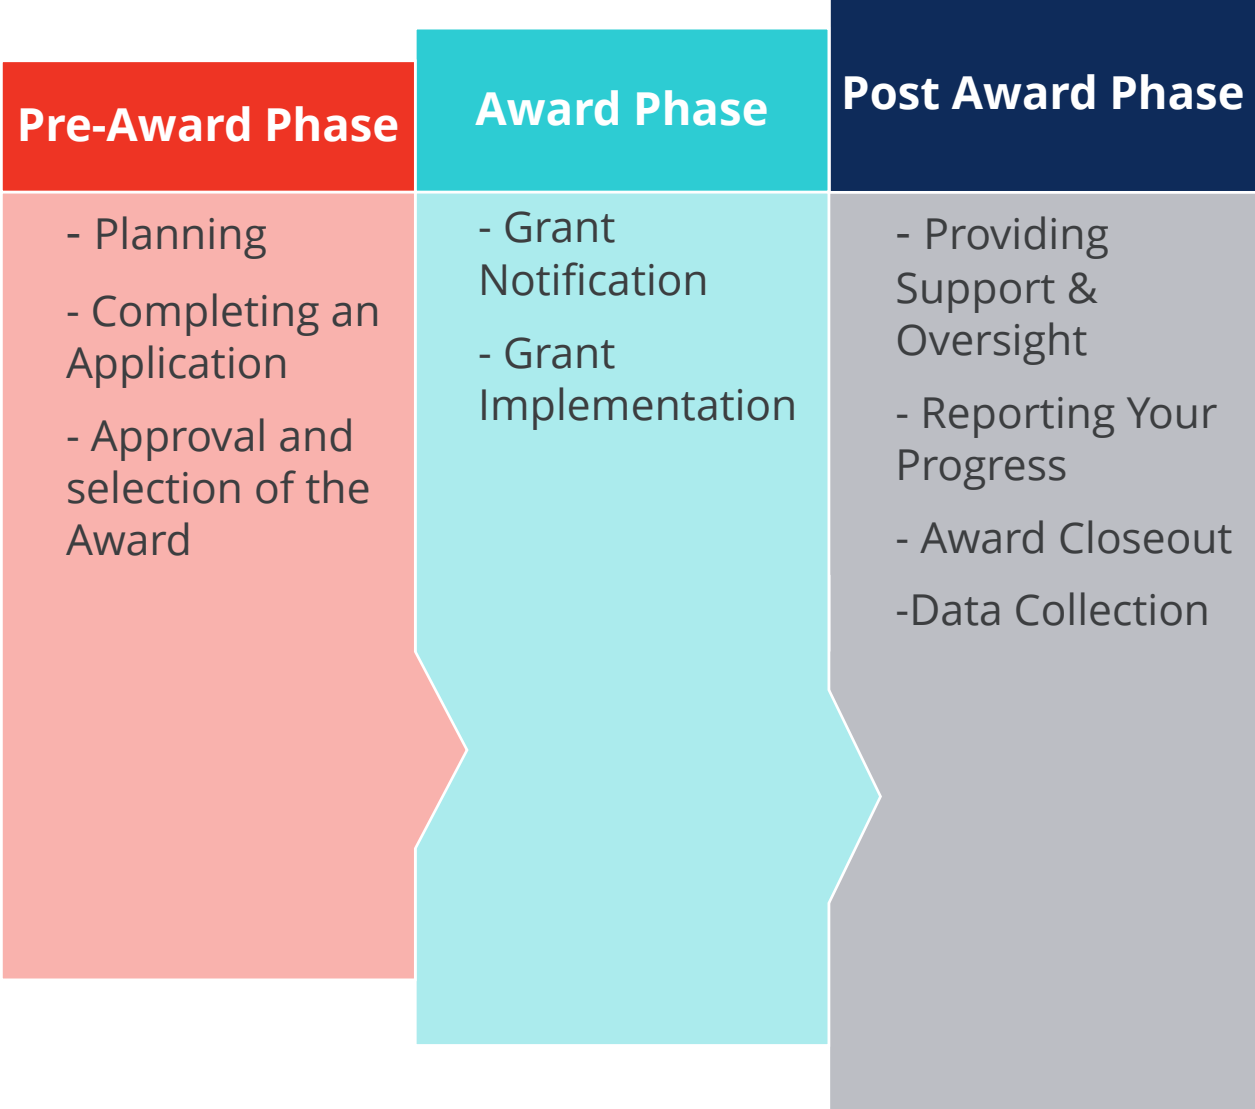 Pre-Award Phase
- Planning
- Completing an
Application
- Approval and
selection of the
Award
Award Phase
- Grant
Notification
- Grant
Implementation
Post Award Phase
- Providing
Support &
Oversight
- Reporting Your
Progress
- Award Closeout
-Data Collection